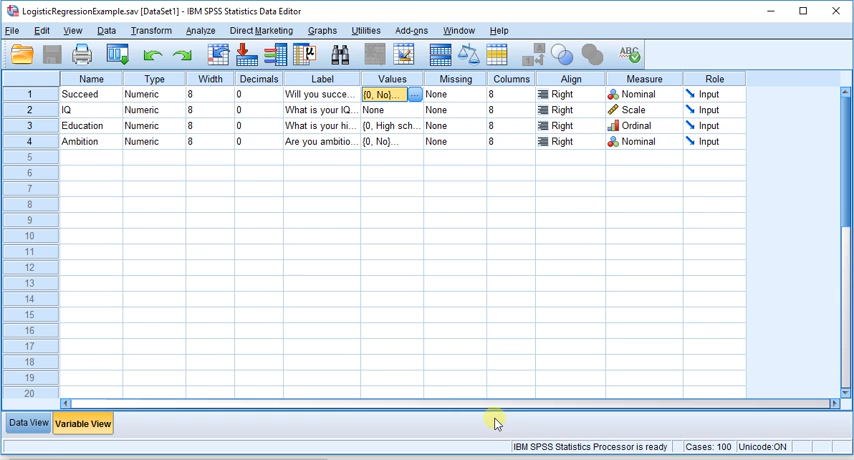 LogisticRegressionExample.sav [DataSet1] - IBM SPSS Statistics Data Editor
File Edit View Data Transform Analyze Direct Marketing Graphs Utilities Add-ons Window Help
Name Type Width Decimals Label Values Missing Columns Align Measure Role
1 Succeed Numeric 8 0 Will you succe... {0, No}... ... None 8 Right Nominal Input
2 IQ Numeric 8 0 What is your IQ... None None 8 Right Scale Input
3 Education Numeric 8 0 What is your hi... {0, High sch... None 8 Right Ordinal Input
4 Ambition Numeric 8 0 Are you ambitio... {0, No}... None 8 Right Nominal Input
5
6
7
8
9
10
11
12
13
14
15
16
17
18
19
20
Data View Variable View
IBM SPSS Statistics Processor is ready Cases: 100 Unicode:ON